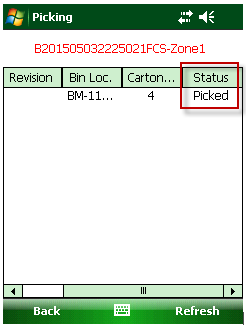 Picking
B201505032225021FCS-Zone1
Revision Bin Loc. Carton... Status
BM-11... 4 Picked
Back Refresh